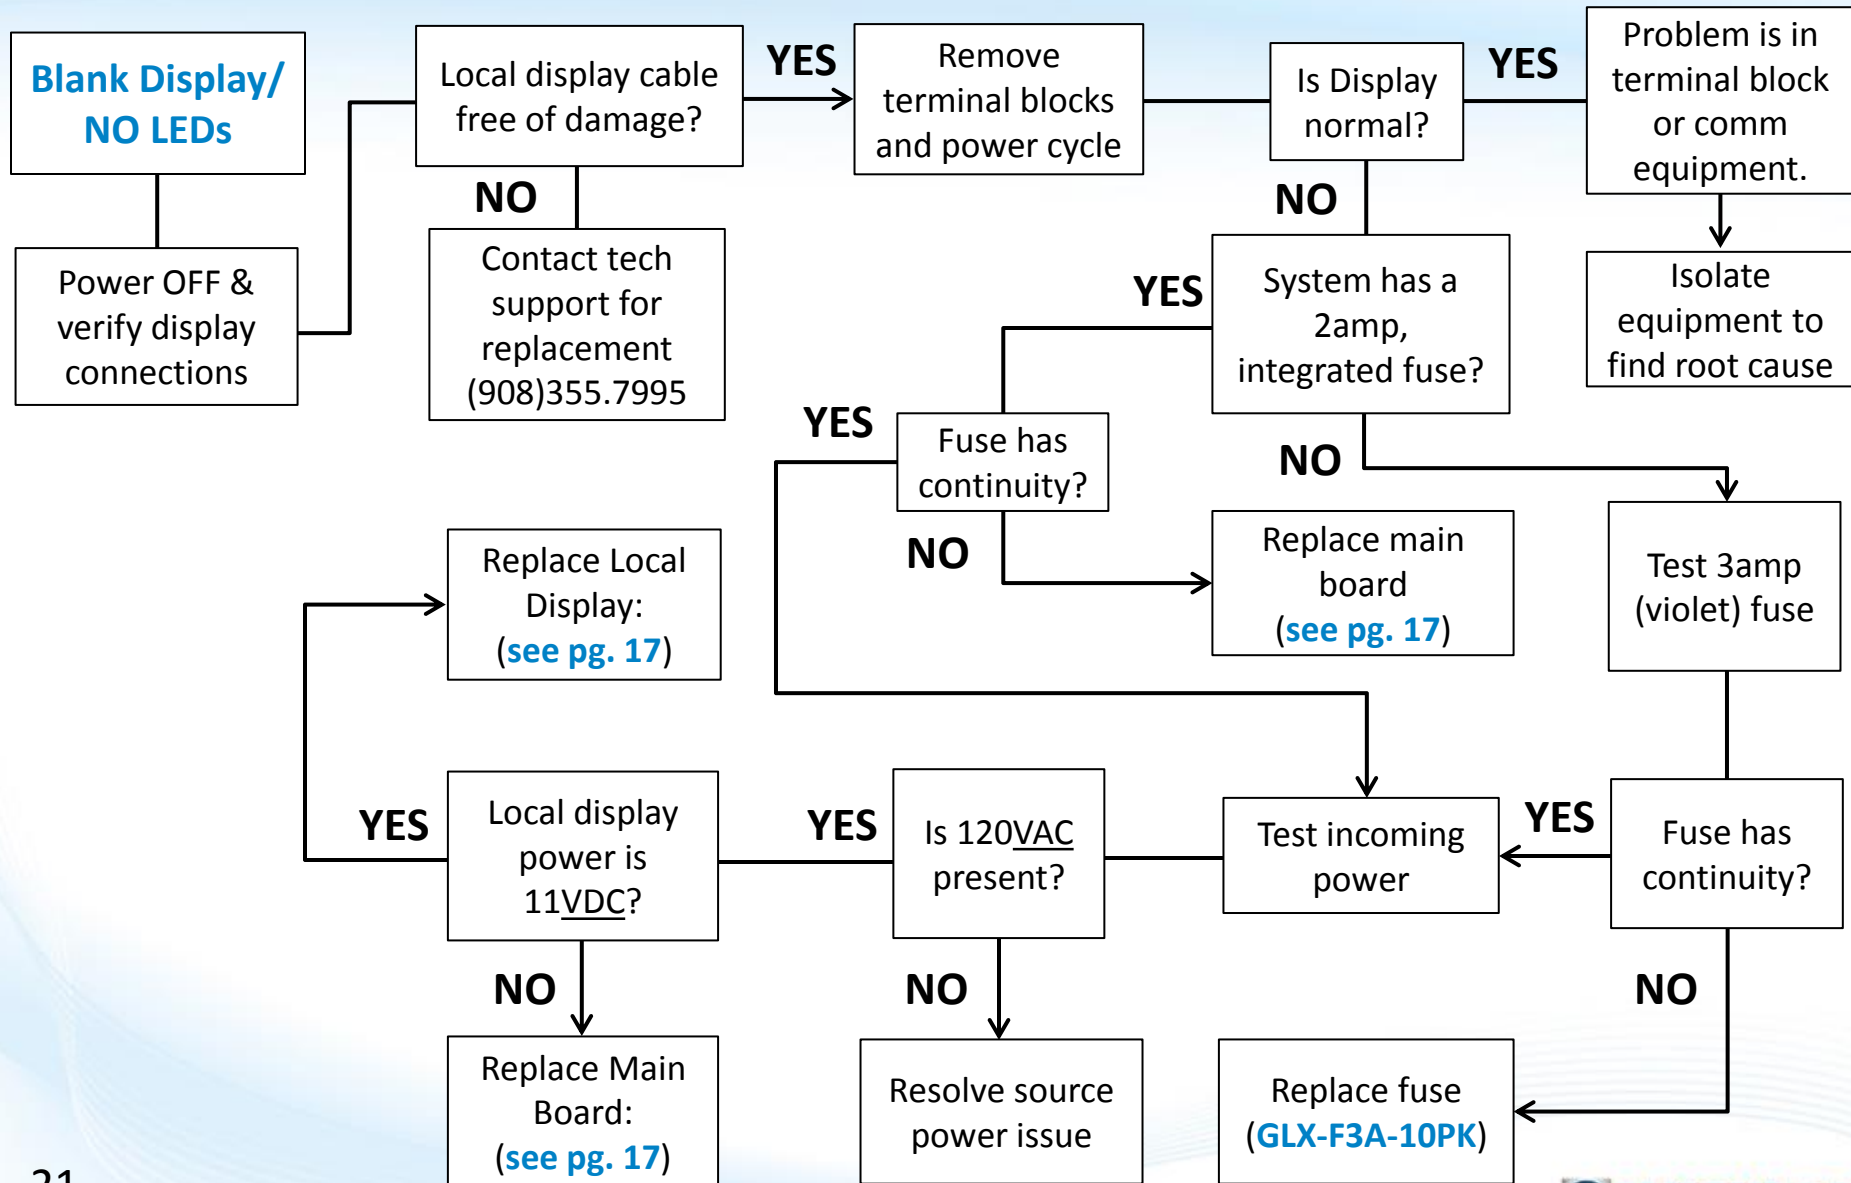 Blank Display/
NO LEDs
Power OFF &
verify display
connections
Local display cable
free of damage?
YES
NO
Contact tech
support for
replacement
(908)355.7995
Remove
terminal blocks
and power cycle
Is Display
normal?
YES
Problem is in
terminal block
or comm
equipment.
Isolate
equipment to
find root cause
NO
System has a
2amp,
integrated fuse?
YES
Fuse has
continuity?
YES
NO
Replace main
board
(see pg. 17)
NO
Test 3amp
(violet) fuse
Fuse has
continuity?
YES
NO
Replace fuse
(GLX-F3A-10PK)
Test incoming
power
Is 120VAC
present?
YES
NO
Resolve source
power issue
Local display
power is
11VDC?
YES
Replace Local
Display:
(see pg. 17)
NO
Replace Main
Board:
(see pg. 17)
21